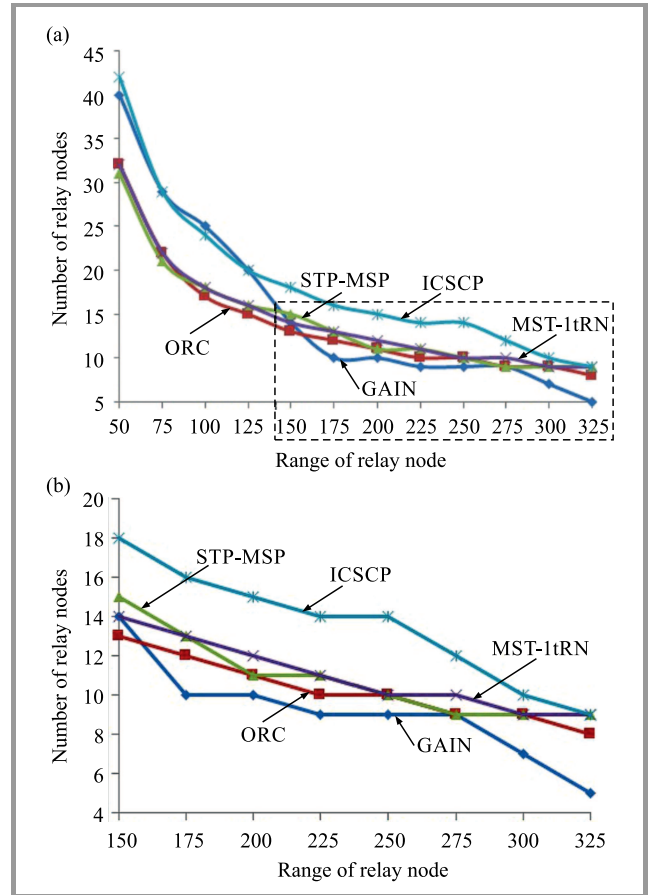 (a)
Number of relay nodes
45
40
35
30
25
20
15
10
5
STP-MSP
ICSCP
MST-1tRN
ORC
GAIN
50 75 100 125 150 175 200 225 250 275 300 325
Range of relay node
(b)
Number of relay nodes
20
18
16
14
12
10
8
6
4
STP-MSP
ICSCP
MST-1tRN
ORC
GAIN
150 175 200 225 250 275 300 325
Range of relay node